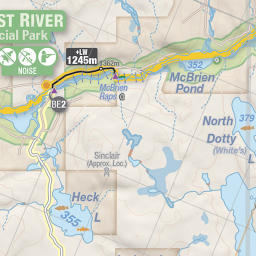 ST RIVER
cial Park
NOISE
+LW
1245m
1362m
BE2
McBrien
Raps
352
McBrien
Pond
North
379
Dotty
(White's)
L
Sinclair
(Approx. Loc.)
Heck
L
355